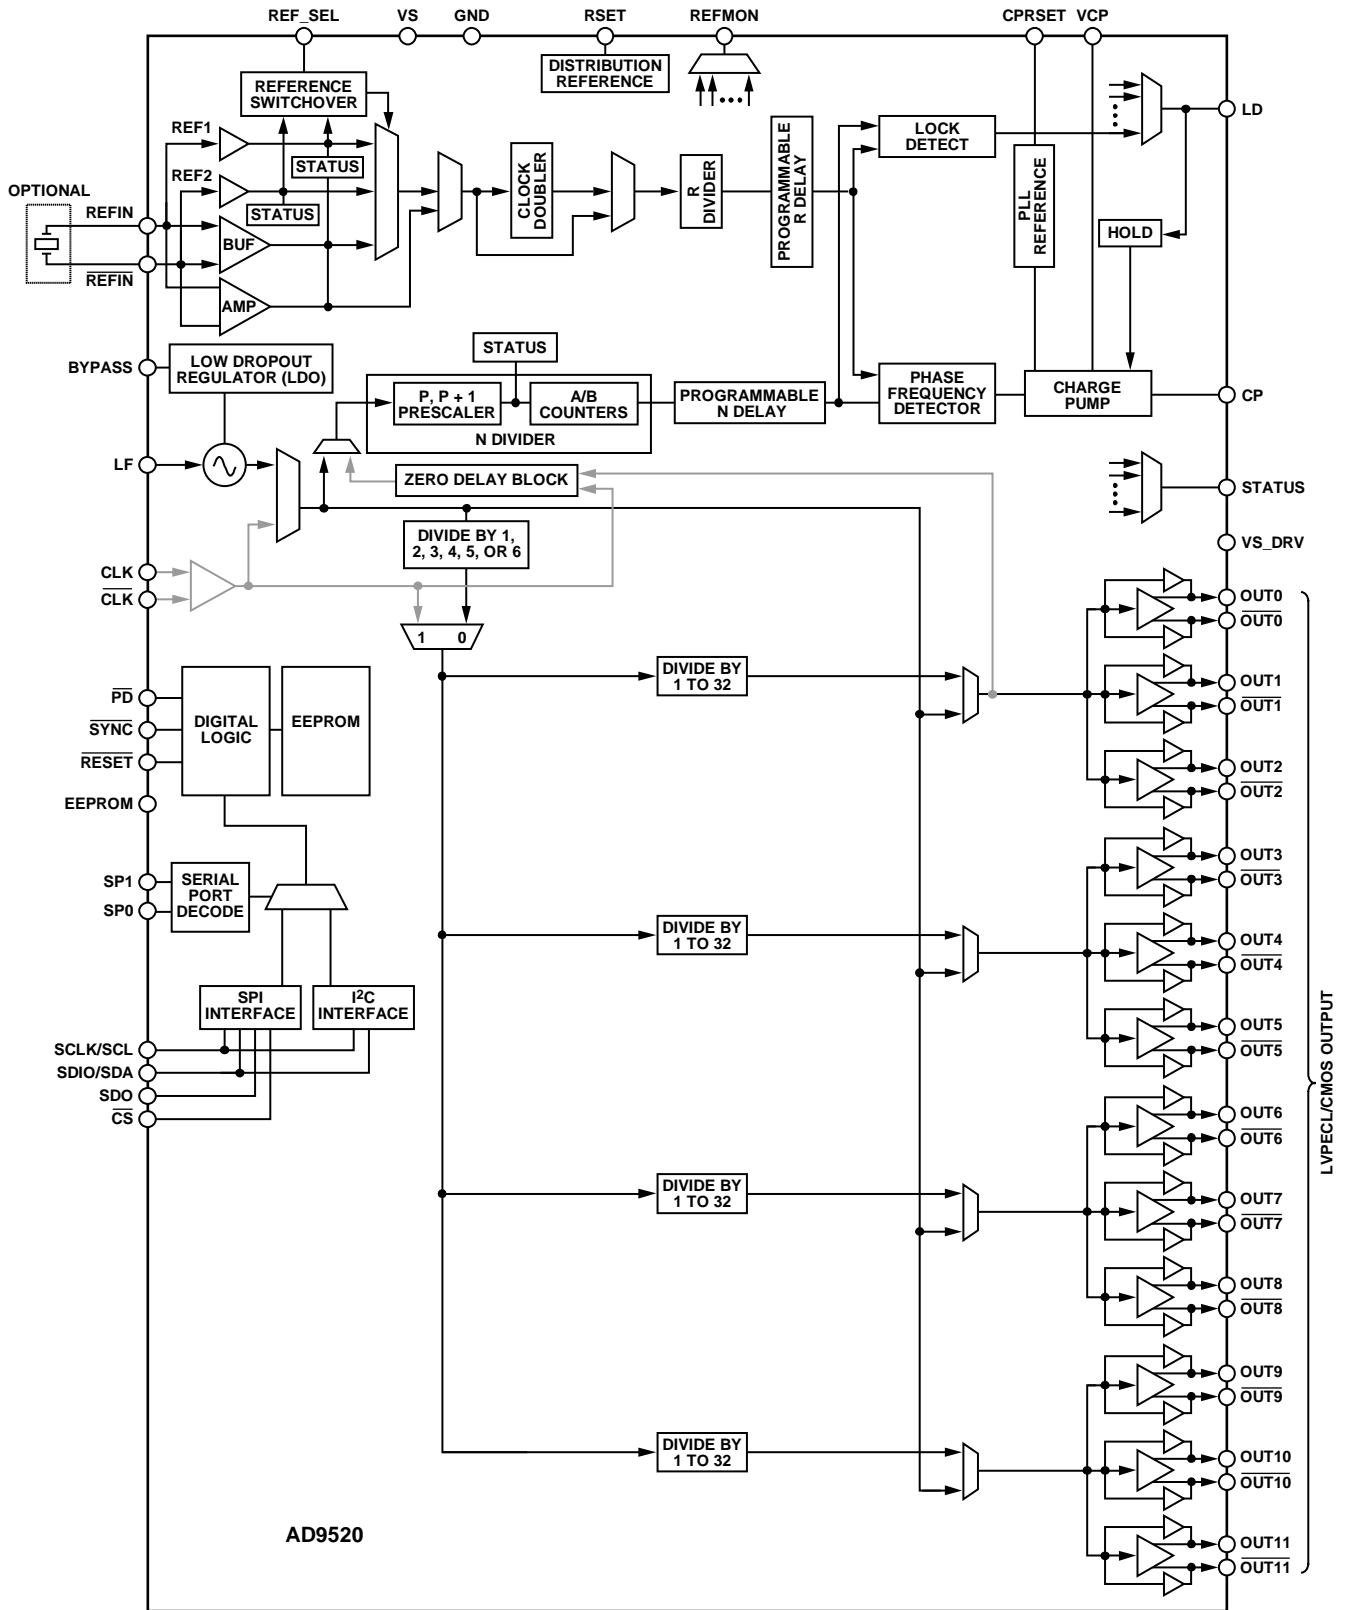 REF_SEL VS GND RSET REFMON CPRSET VCP
DISTRIBUTION
REFERENCE
REFERENCE
SWITCHOVER
LD
REF1
STATUS
REF2
STATUS
CLOCK
DOUBLER
R
DIVIDER
PROGRAMMABLE
R DELAY
LOCK
DETECT
PLL
REFERENCE
HOLD
OPTIONAL
REFIN
REFIN
BUF
AMP
STATUS
BYPASS
LOW DROPOUT
REGULATOR (LDO)
P, P + 1
PRESCALER
A/B
COUNTERS
N DIVIDER
PROGRAMMABLE
N DELAY
PHASE
FREQUENCY
DETECTOR
CHARGE
PUMP
CP
LF
ZERO DELAY BLOCK
STATUS
DIVIDE BY 1,
2, 3, 4, 5, OR 6
VS_DRV
CLK
CLK
1 0
OUT0
OUT0
DIVIDE BY
1 TO 32
OUT1
OUT1
OUT2
OUT2
PD
SYNC
RESET
DIGITAL
LOGIC
EEPROM
EEPROM
SP1
SP0
SERIAL
PORT
DECODE
OUT3
OUT3
DIVIDE BY
1 TO 32
OUT4
OUT4
OUT5
OUT5
SPI
INTERFACE
I2C
INTERFACE
SCLK/SCL
SDIO/SDA
SDO
CS
LVPECL/CMOS OUTPUT
OUT6
OUT6
DIVIDE BY
1 TO 32
OUT7
OUT7
OUT8
OUT8
OUT9
OUT9
DIVIDE BY
1 TO 32
OUT10
OUT10
OUT11
OUT11
AD9520